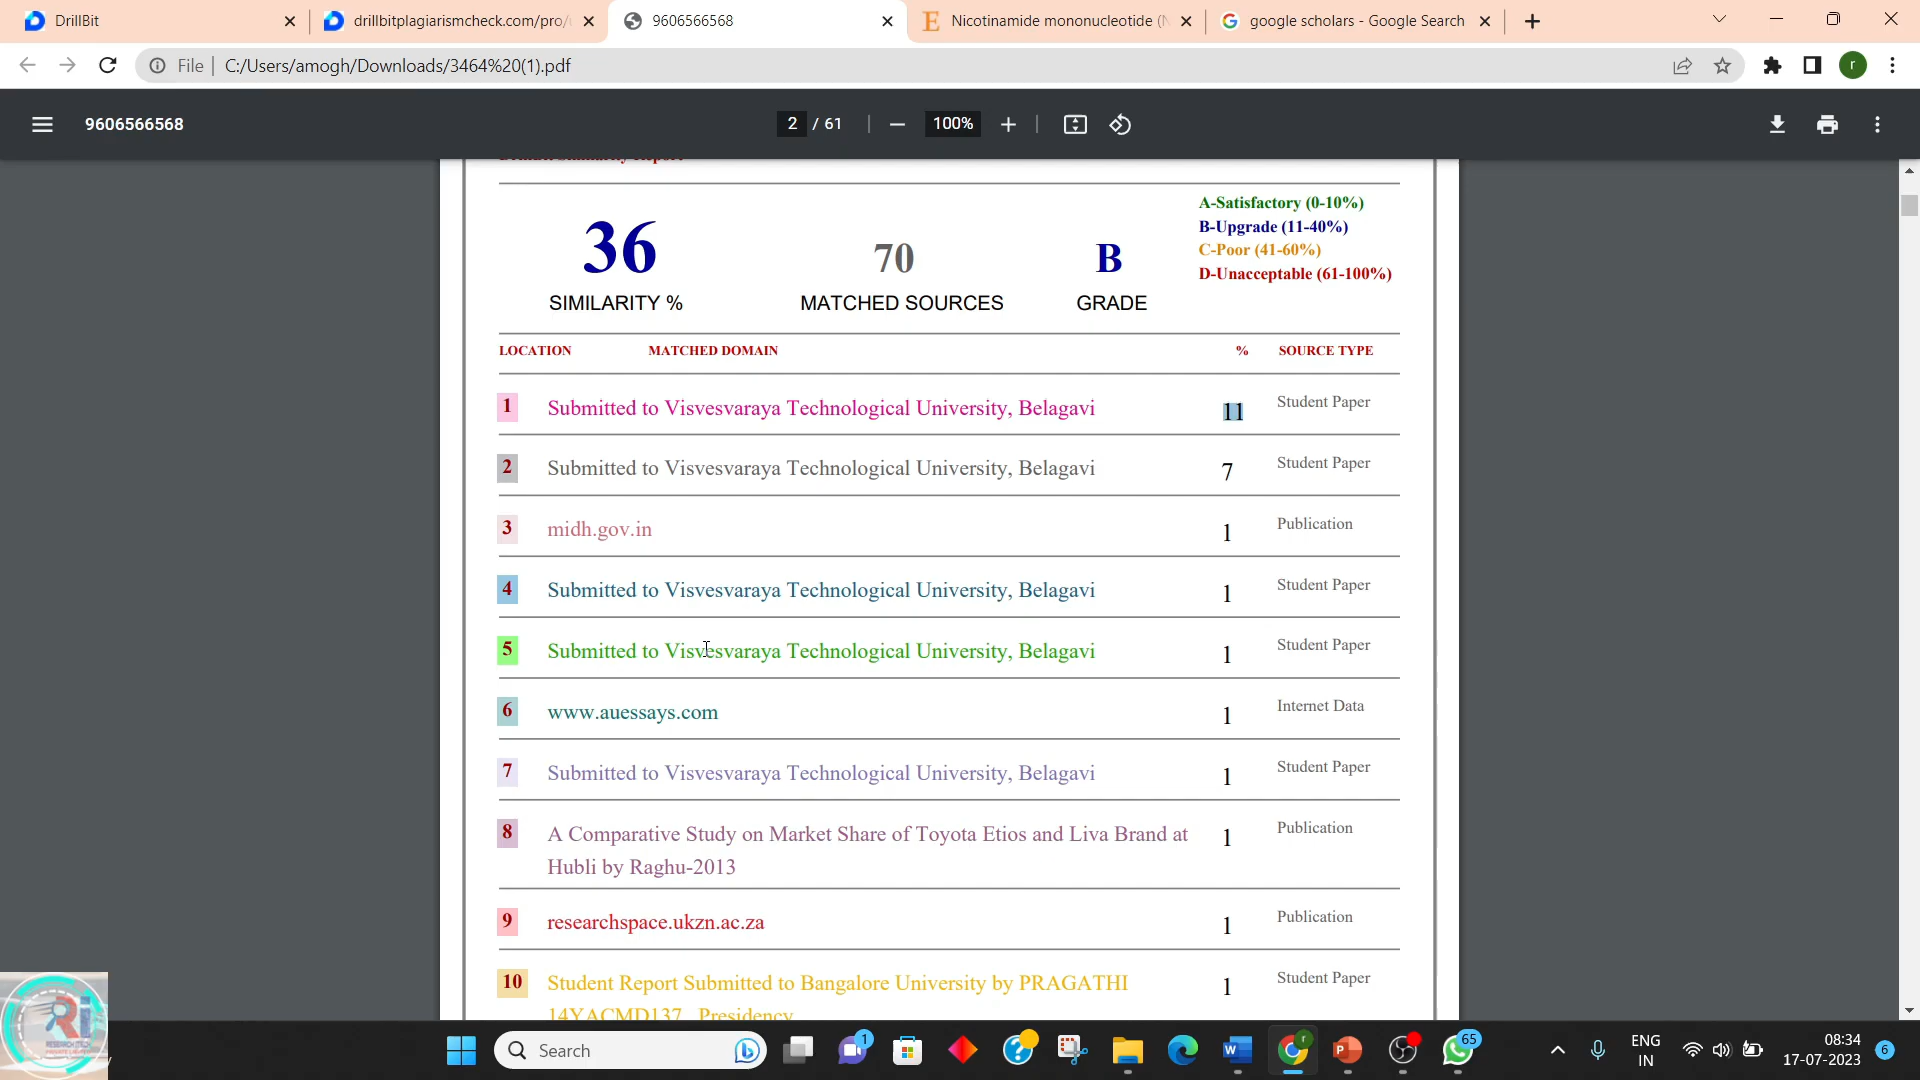 DrillBit
drillbitplagiarismcheck.com/pro/
9606566568
Nicotinamide mononucleotide (
google scholars - Google Search
File
C:/Users/amogh/Downloads/3464%20(1).pdf
r
9606566568
2 / 61
100%
36
SIMILARITY %
70
MATCHED SOURCES
B
GRADE
A-Satisfactory (0-10%)
B-Upgrade (11-40%)
C-Poor (41-60%)
D-Unacceptable (61-100%)
LOCATION MATCHED DOMAIN % SOURCE TYPE
1 Submitted to Visvesvaraya Technological University, Belagavi 11 Student Paper
2 Submitted to Visvesvaraya Technological University, Belagavi 7 Student Paper
3 midh.gov.in 1 Publication
4 Submitted to Visvesvaraya Technological University, Belagavi 1 Student Paper
5 Submitted to Visvesvaraya Technological University, Belagavi 1 Student Paper
6 www.auessays.com 1 Internet Data
7 Submitted to Visvesvaraya Technological University, Belagavi 1 Student Paper
8 A Comparative Study on Market Share of Toyota Etios and Liva Brand at 1 Publication
Hubli by Raghu-2013
9 researchspace.ukzn.ac.za 1 Publication
10 Student Report Submitted to Bangalore University by PRAGATHI 1 Student Paper
14YACMD137 Presidency
Search
1
65
ENG
IN
08:34
17-07-2023
6